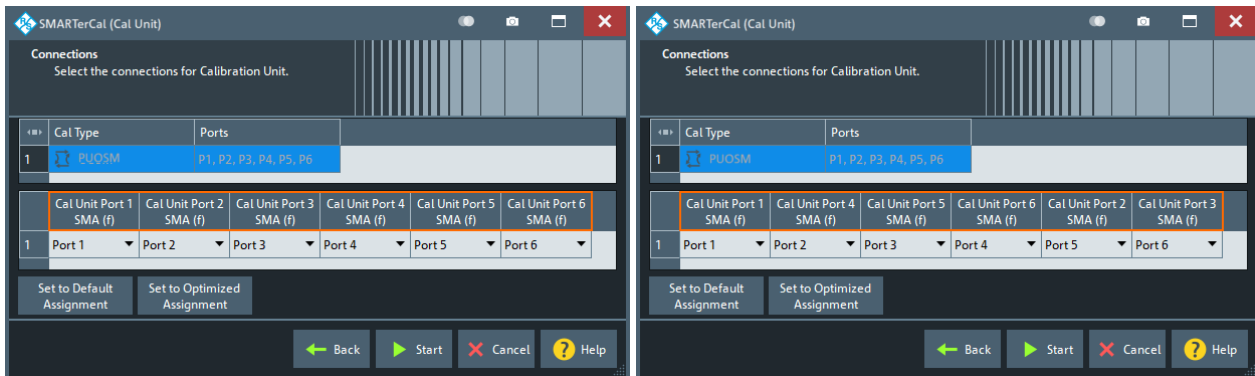 SMARTerCal (Cal Unit)
Connections
Select the connections for Calibration Unit.
Cal Type Ports
1 PUOSM P1, P2, P3, P4, P5, P6
Cal Unit Port 1 SMA (f) Cal Unit Port 2 SMA (f) Cal Unit Port 3 SMA (f) Cal Unit Port 4 SMA (f) Cal Unit Port 5 SMA (f) Cal Unit Port 6 SMA (f)
1 Port 1 Port 2 Port 3 Port 4 Port 5 Port 6
Set to Default Assignment
Set to Optimized Assignment
Back Start Cancel ? Help
SMARTerCal (Cal Unit)
Connections
Select the connections for Calibration Unit.
Cal Type Ports
1 PUOSM P1, P2, P3, P4, P5, P6
Cal Unit Port 1 SMA (f) Cal Unit Port 4 SMA (f) Cal Unit Port 5 SMA (f) Cal Unit Port 6 SMA (f) Cal Unit Port 2 SMA (f) Cal Unit Port 3 SMA (f)
1 Port 1 Port 2 Port 3 Port 4 Port 5 Port 6
Set to Default Assignment
Set to Optimized Assignment
Back Start Cancel ? Help